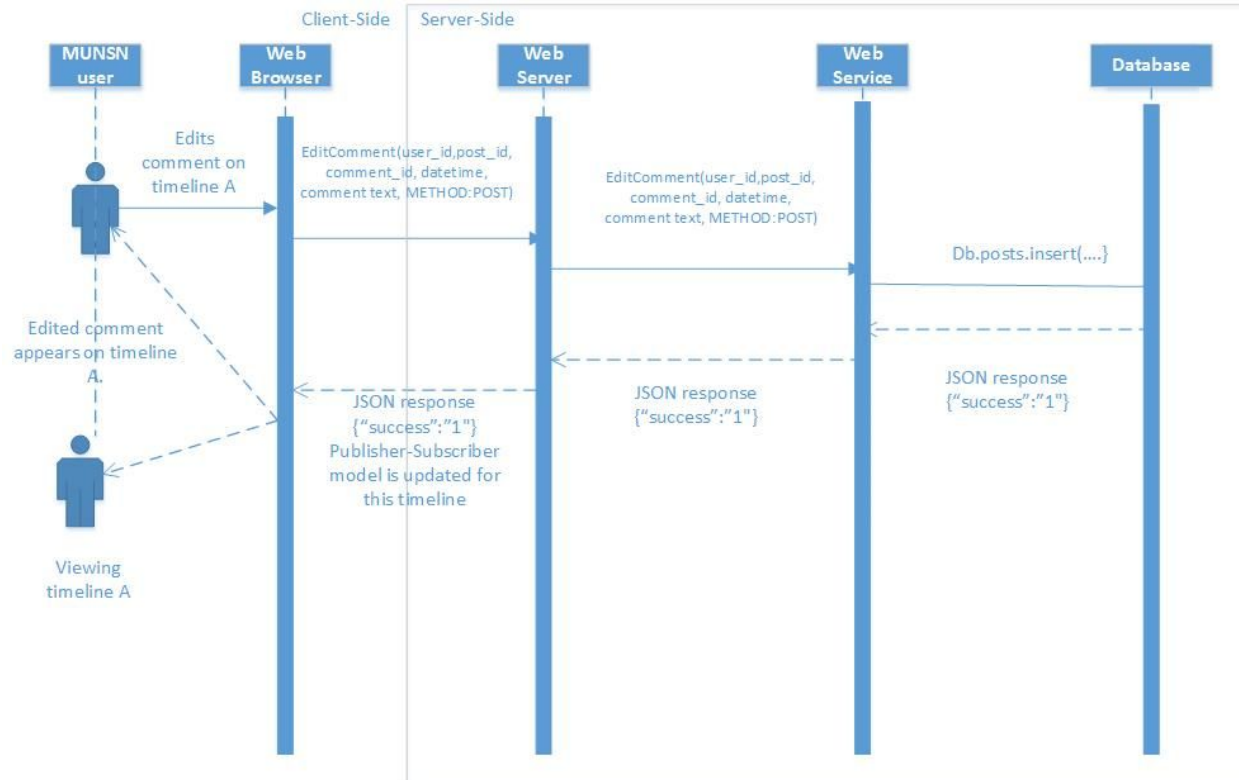 Client-Side
Server-Side
MUNSN
user
Web
Browser
Web
Server
Web
Service
Database
Edits
comment on
timeline A
EditComment(user_id,post_id,
comment_id, datetime,
comment text, METHOD:POST)
EditComment(user_id,post_id,
comment_id, datetime,
comment text, METHOD:POST)
Db.posts.insert(....}
Edited comment
appears on timeline
A.
JSON response
{“success”:”1"}
Publisher-Subscriber
model is updated for
this timeline
JSON response
{“success”:”1"}
JSON response
{“success”:”1"}
Viewing
timeline A